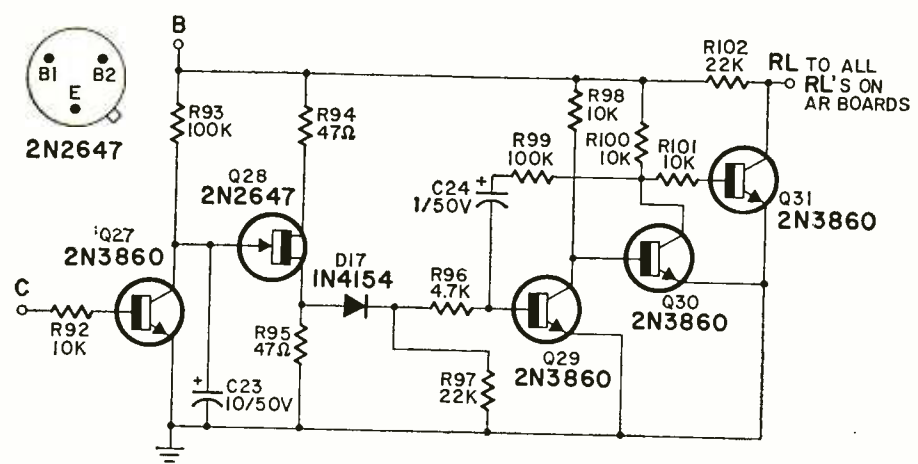 B
B1 B2
E
2N2647
R93
100K
R94
47Ω
R98
10K
R102
22K
RL TO ALL
RL'S ON
AR BOARDS
R99
100K
R100
10K
R101
10K
Q28
2N2647
C24
+
1/50V
Q31
2N3860
Q27
2N3860
D17
1N4154
R96
4.7K
Q30
2N3860
C
R92
10K
R95
47Ω
Q29
2N3860
+
C23
10/50V
R97
22K